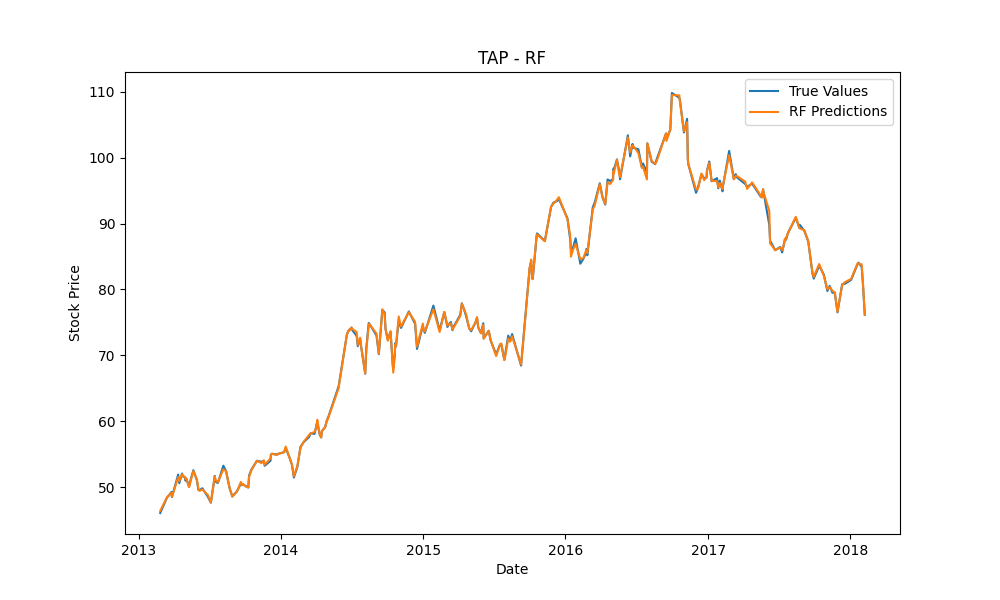 TAP - RF
True Values
RF Predictions
Stock Price
110
100
90
80
70
60
50
2013
2014
2015
2016
2017
2018
Date